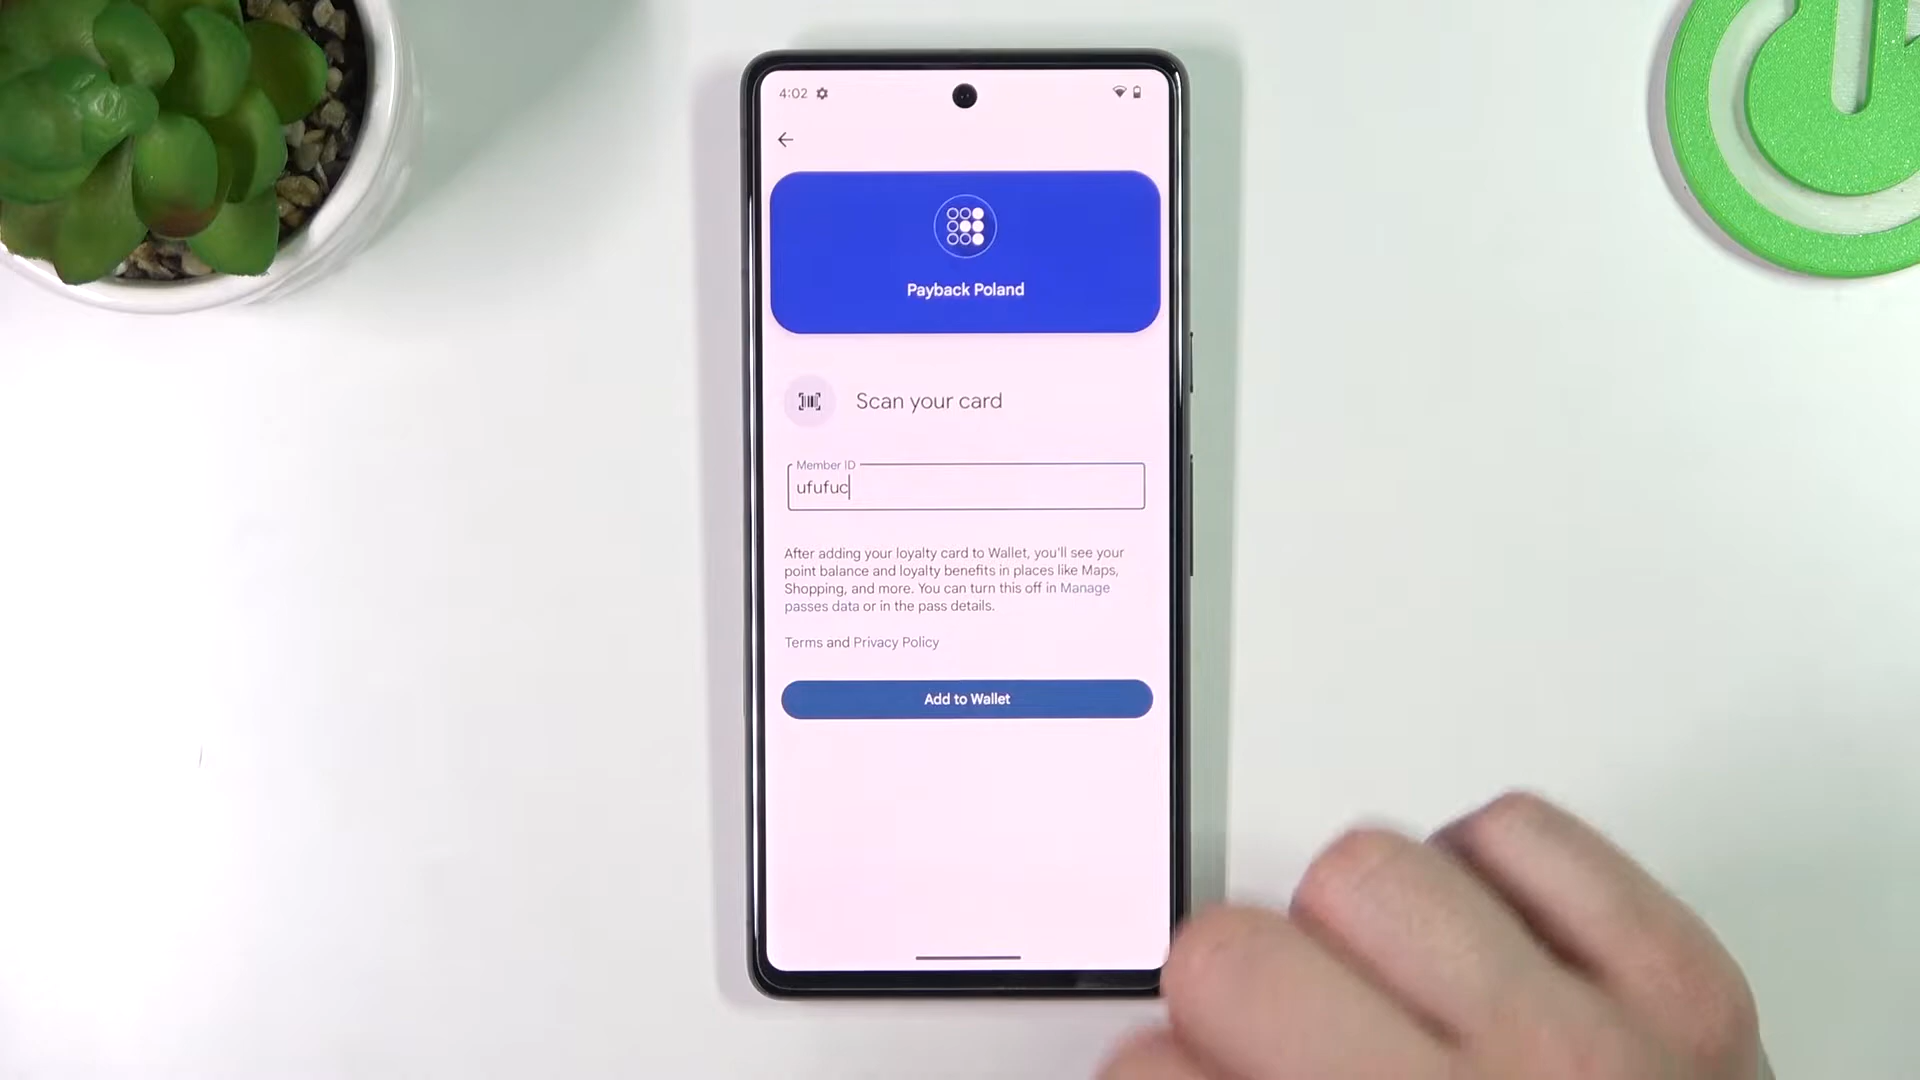 4:02
Payback Poland
Scan your card
Member ID
ufufuc
After adding your loyalty card to Wallet, you'll see your
point balance and loyalty benefits in places like Maps,
Shopping, and more. You can turn this off in Manage
passes data or in the pass details.
Terms and Privacy Policy
Add to Wallet